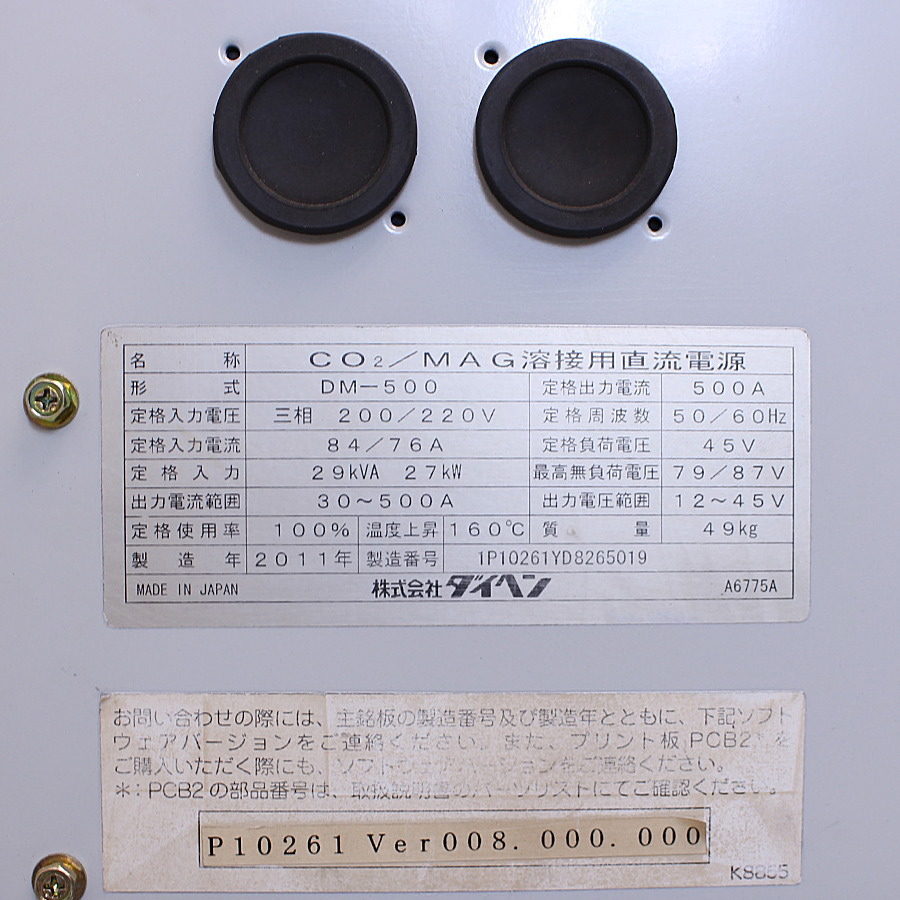 名称 CO₂／MAG溶接用直流電源
形式 DM－500 定格出力電流 500A
定格入力電圧 三相 200／220V 定格周波数 50／60Hz
定格入力電流 84／76A 定格負荷電圧 45V
定格入力 29kVA 27kW 最高無負荷電圧 79／87V
出力電流範囲 30～500A 出力電圧範囲 12～45V
定格使用率 100% 温度上昇 160℃ 質量 49kg
製造年 2011年 製造番号 1P10261YD8265019
MADE IN JAPAN 株式会社ダイヘン A6775A
お問い合わせの際には、主銘板の製造番号及び製造年とともに、下記ソフト
ウェアバージョンをご連絡ください。また、プリント板PCB2を
ご購入いただく際にも、ソフトウェアバージョンをご連絡ください。
＊：PCB2の部品番号は、取扱説明書のパーツリストにてご確認ください。
P10261 Ver008.000.000
K8855